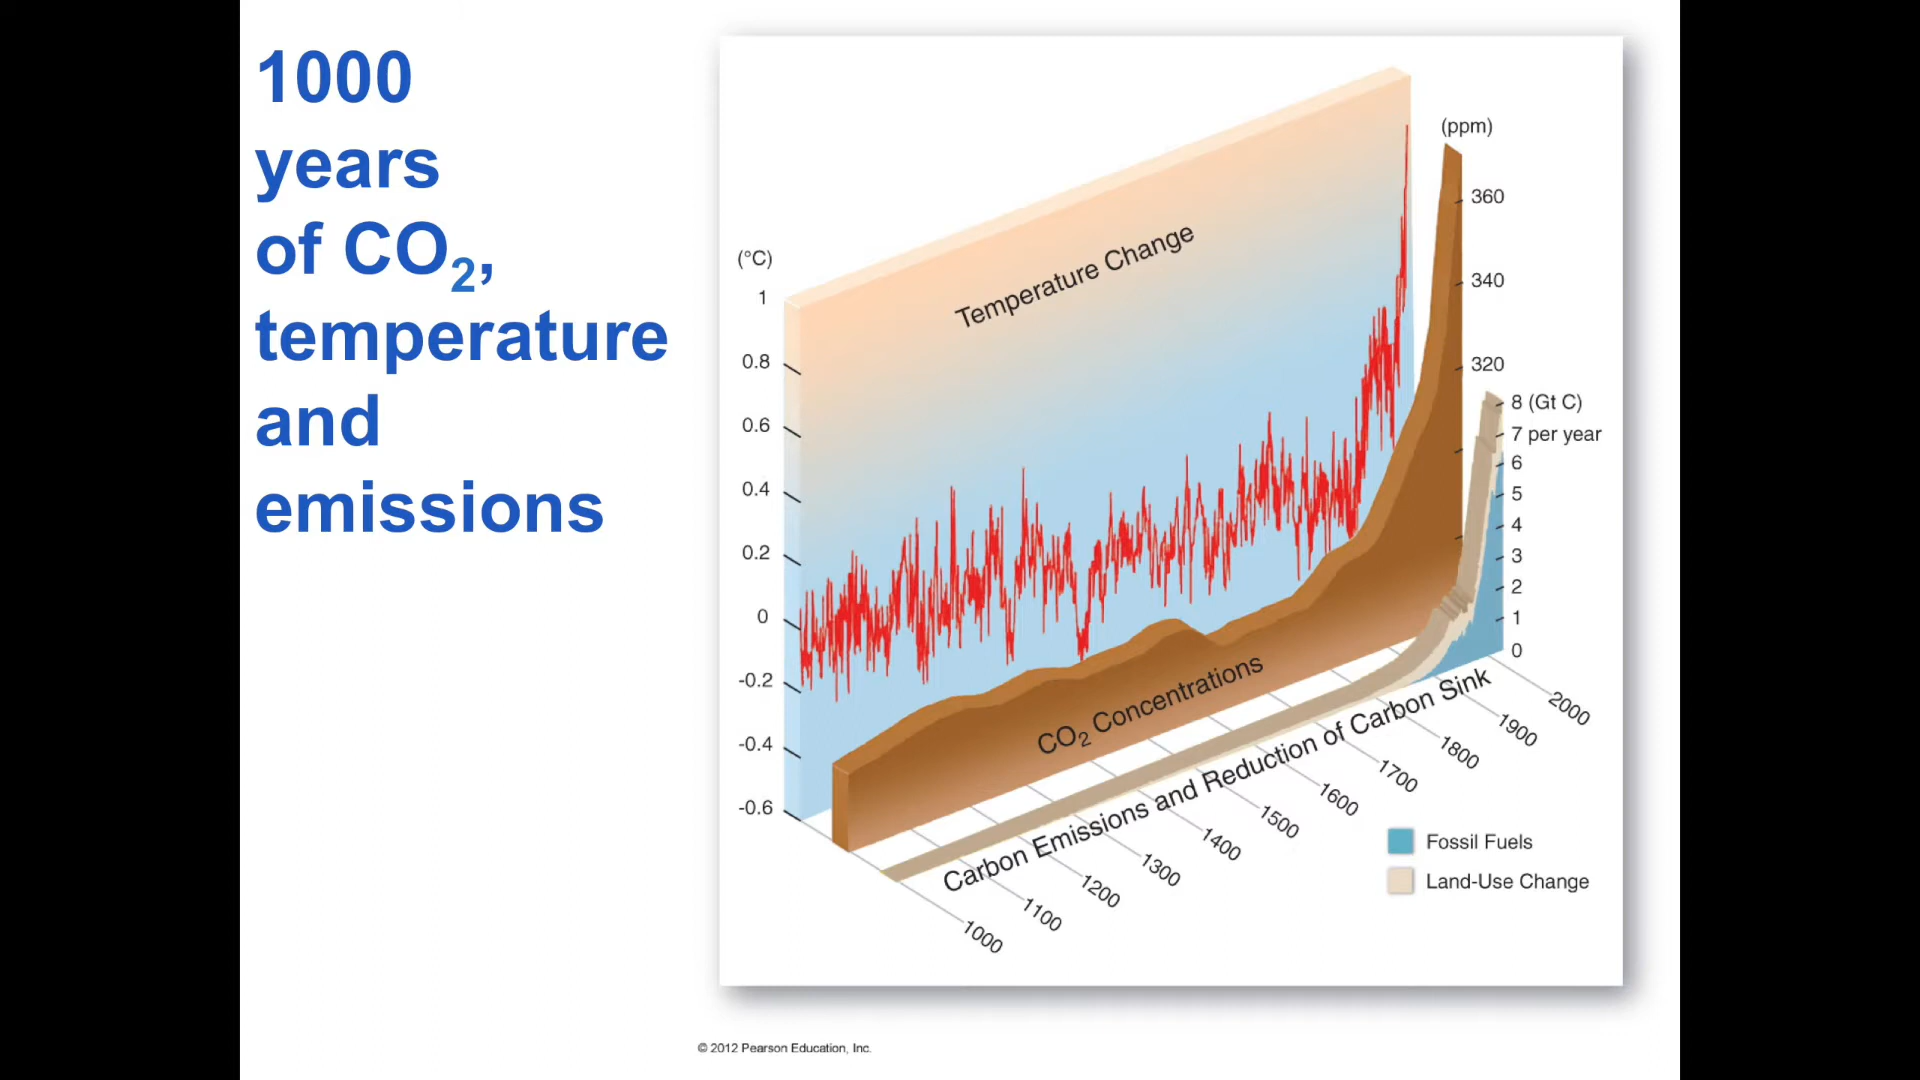 1000
years
of CO₂,
temperature
and
emissions
(ppm)
360
340
320
8 (Gt C)
7 per year
6
5
4
3
2
1
0
(°C)
1
0.8
0.6
0.4
0.2
0
-0.2
-0.4
-0.6
Temperature Change
CO₂ Concentrations
Carbon Emissions and Reduction of Carbon Sink
1000
1100
1200
1300
1400
1500
1600
1700
1800
1900
2000
Fossil Fuels
Land-Use Change
© 2012 Pearson Education, Inc.